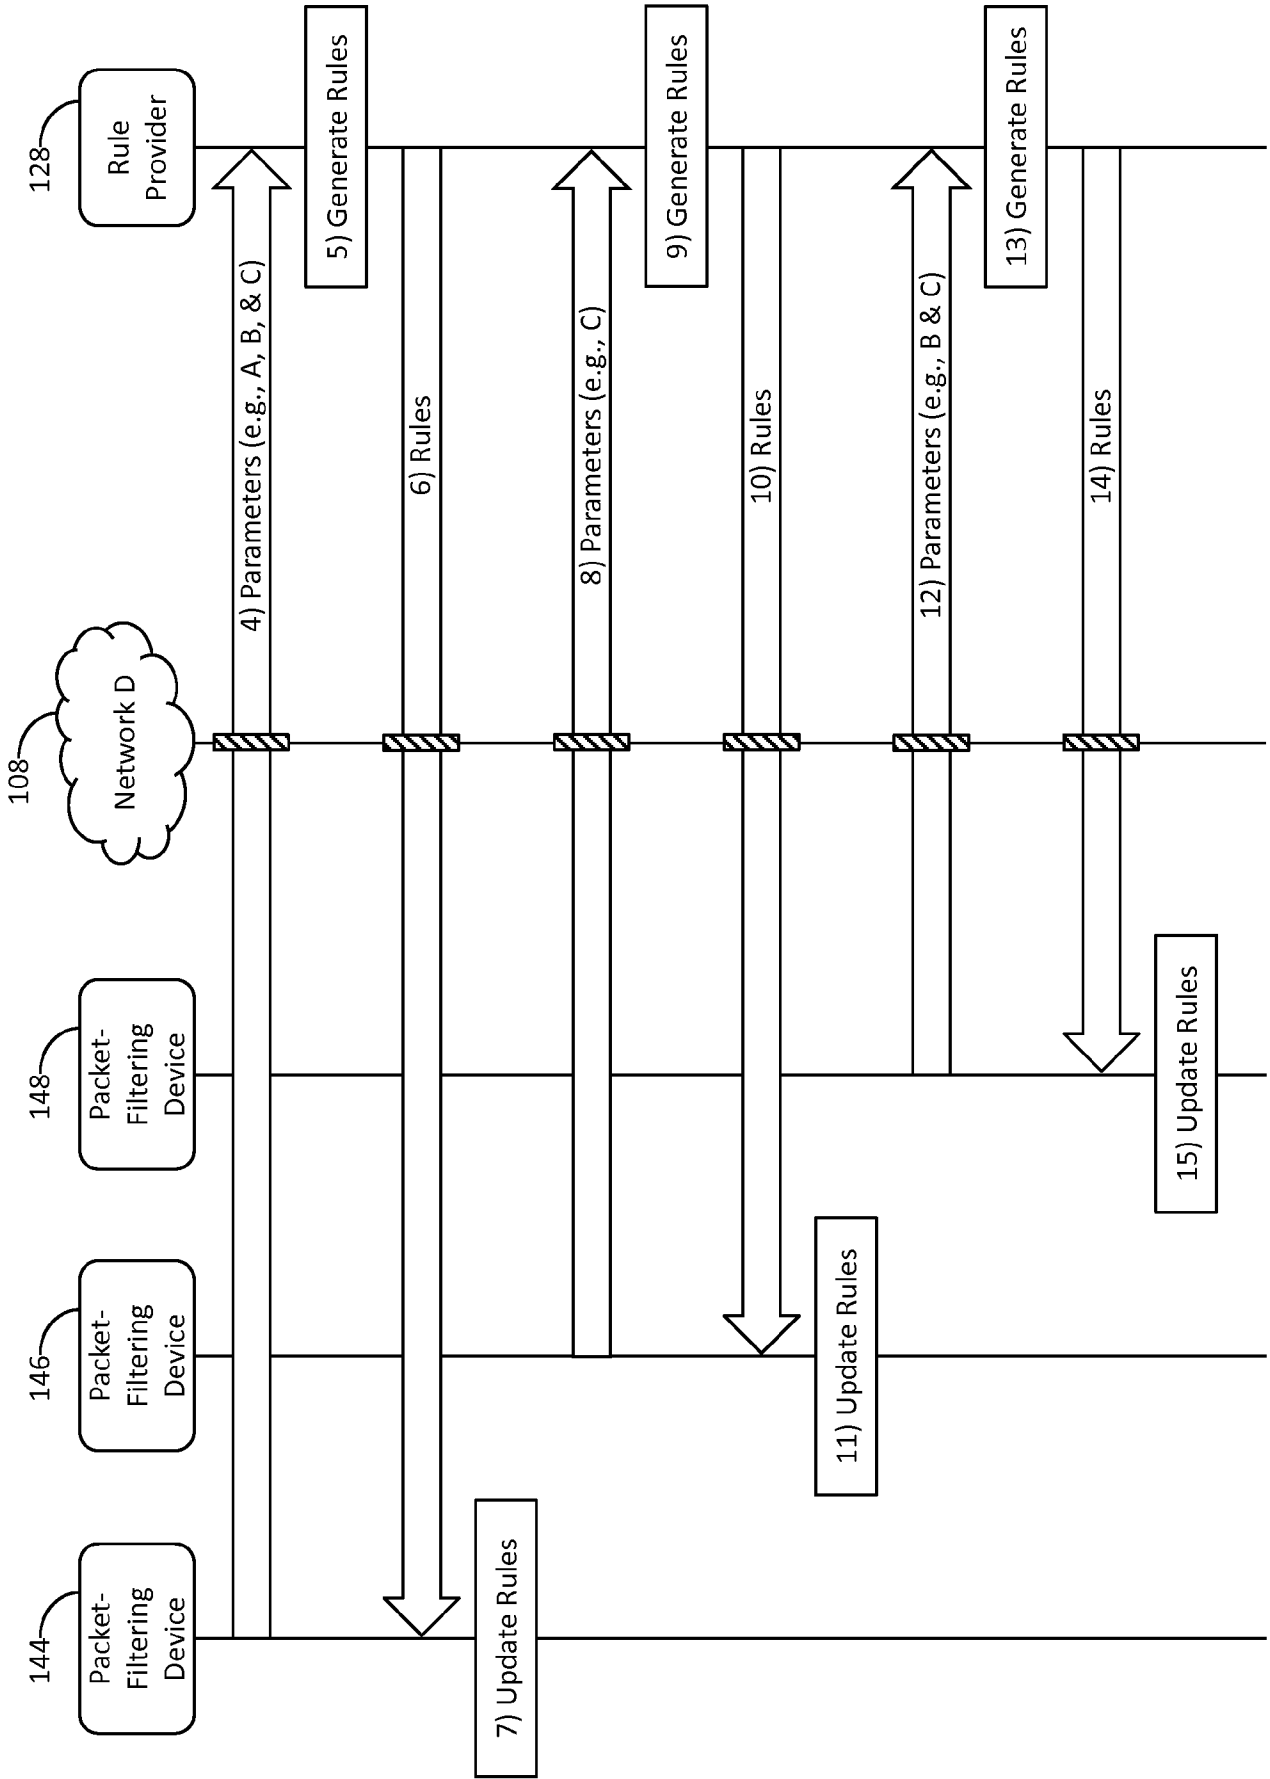 144
146
148
108
128
Packet-
Filtering
Device
Packet-
Filtering
Device
Packet-
Filtering
Device
Network D
Rule
Provider
4) Parameters (e.g., A, B, & C)
5) Generate Rules
6) Rules
7) Update Rules
8) Parameters (e.g., C)
9) Generate Rules
10) Rules
11) Update Rules
12) Parameters (e.g., B & C)
13) Generate Rules
14) Rules
15) Update Rules